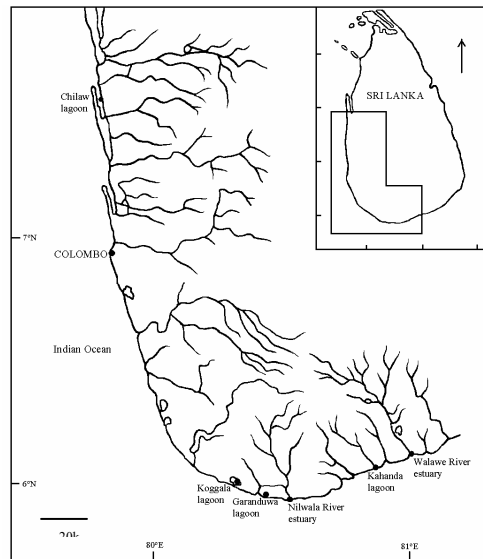 SRI LANKA
Chilaw
lagoon
7°N
COLOMBO
Indian Ocean
6°N
Koggala
lagoon
Garanduwa
lagoon
Nilwala River
estuary
Kahanda
lagoon
Walawe River
estuary
20k
80°E
81°E